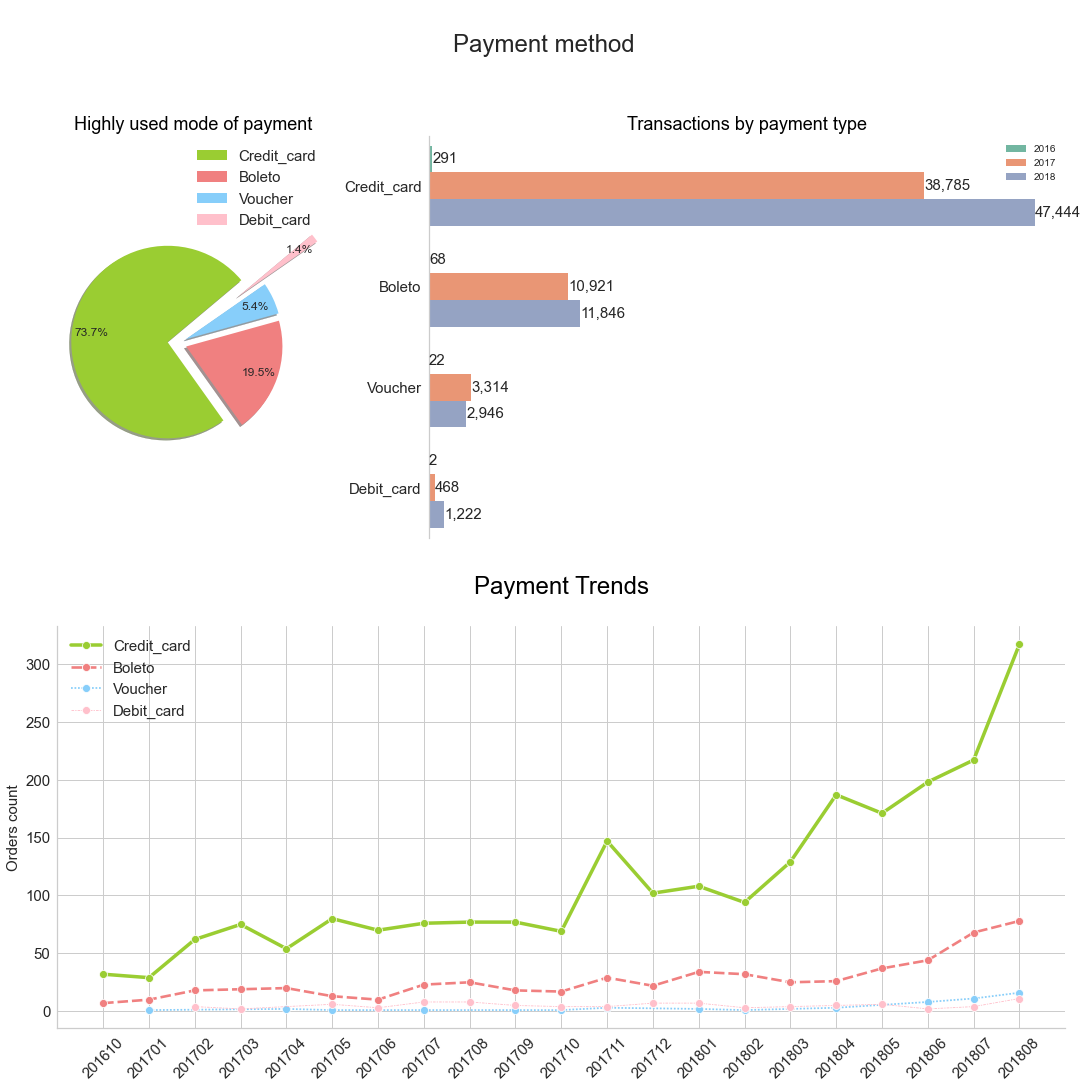 Payment method
Highly used mode of payment
Credit_card
Boleto
Voucher
Debit_card
1.4%
5.4%
73.7%
19.5%
Transactions by payment type
2016
2017
2018
Credit_card
291
38,785
47,444
Boleto
68
10,921
11,846
Voucher
22
3,314
2,946
Debit_card
2
468
1,222
Payment Trends
Credit_card
Boleto
Voucher
Debit_card
Orders count
300
250
200
150
100
50
0
201610
201701
201702
201703
201704
201705
201706
201707
201708
201709
201710
201711
201712
201801
201802
201803
201804
201805
201806
201807
201808